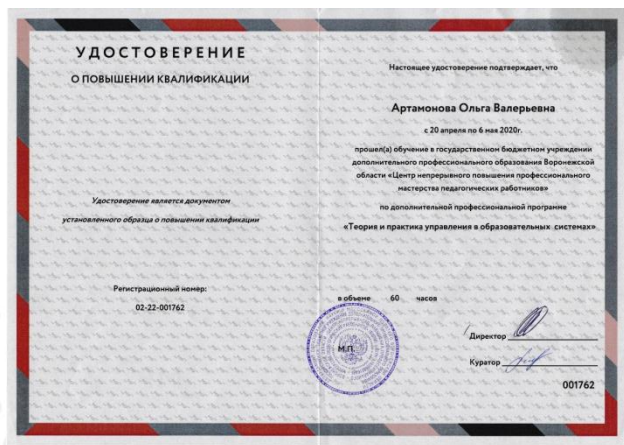 УДОСТОВЕРЕНИЕ
О ПОВЫШЕНИИ КВАЛИФИКАЦИИ
Удостоверение является документом
установленного образца о повышении квалификации
Регистрационный номер:
02-22-001762
Настоящее удостоверение подтверждает, что
Артамонова Ольга Валерьевна
с 20 апреля по 6 мая 2020г.
прошел(а) обучение в государственном бюджетном учреждении
дополнительного профессионального образования Воронежской
области «Центр непрерывного повышения профессионального
мастерства педагогических работников»
по дополнительной профессиональной программе
«Теория и практика управления в образовательных системах»
в объеме 60 часов
М.П.
Директор
Куратор
001762